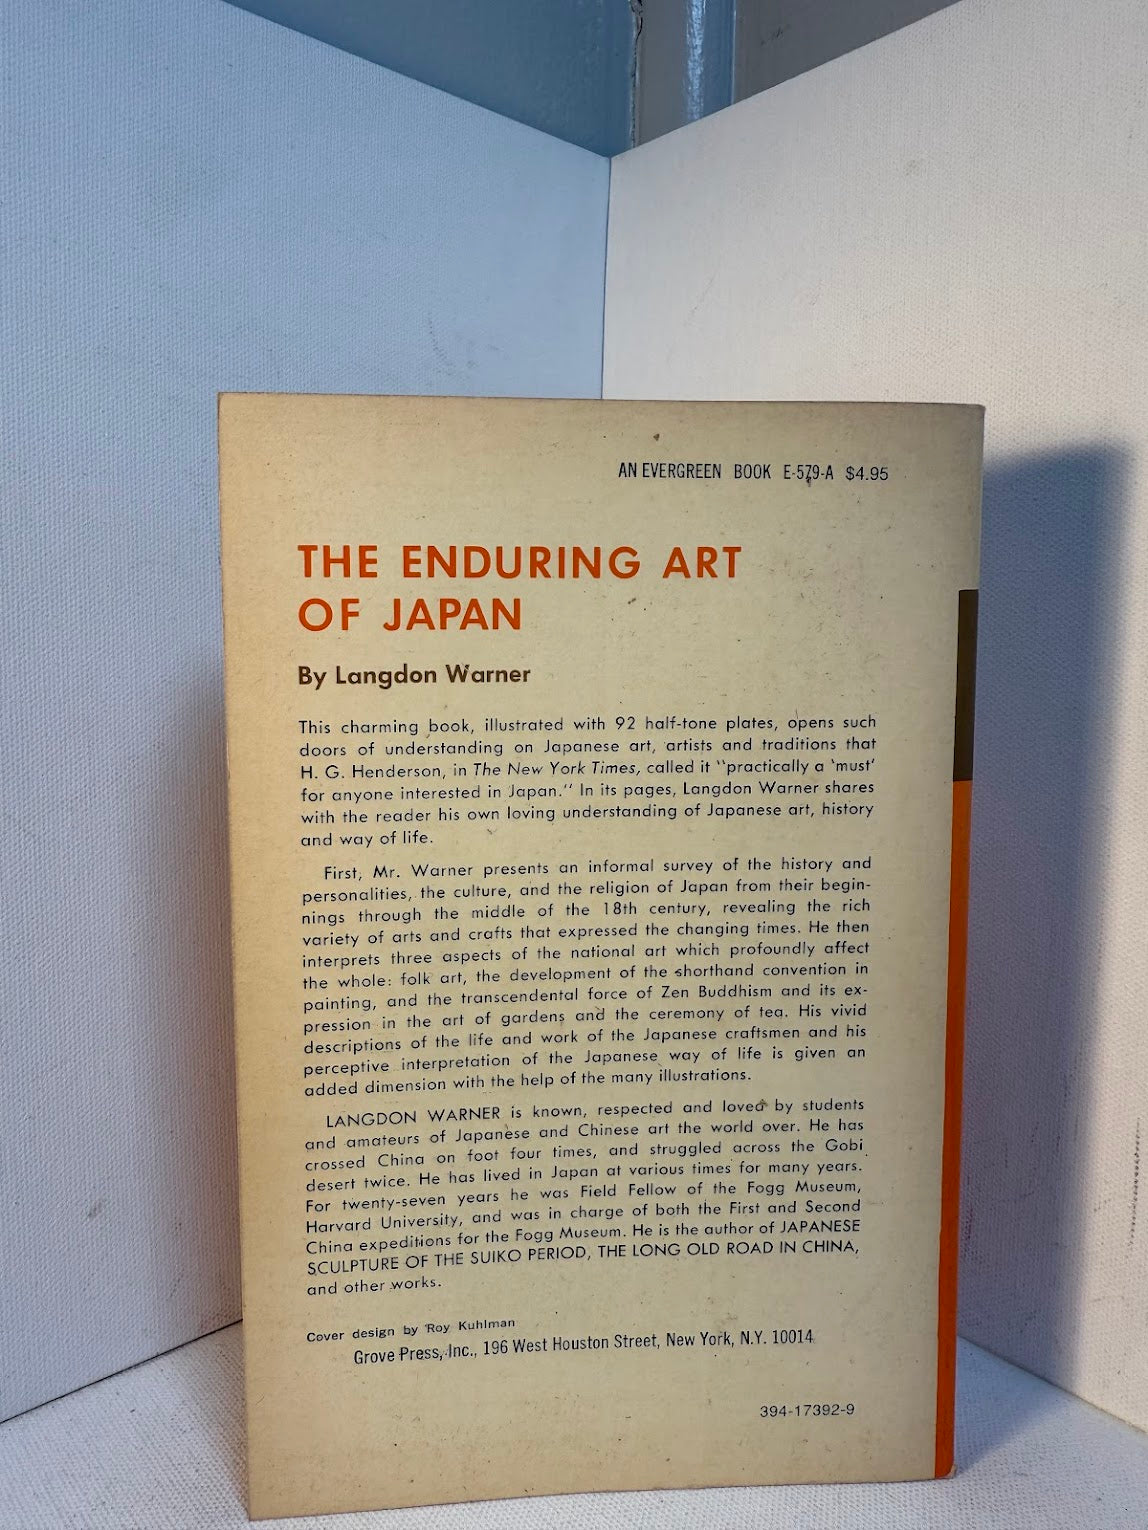 AN EVERGREEN BOOK E-579-A $4.95
THE ENDURING ART
OF JAPAN
By Langdon Warner
This charming book, illustrated with 92 half-tone plates, opens such
doors of understanding on Japanese art, artists and traditions that
H. G. Henderson, in The New York Times, called it "practically a 'must'
for anyone interested in Japan." In its pages, Langdon Warner shares
with the reader his own loving understanding of Japanese art, history
and way of life.
First, Mr. Warner presents an informal survey of the history and
personalities, the culture, and the religion of Japan from their begin-
nings through the middle of the 18th century, revealing the rich
variety of arts and crafts that expressed the changing times. He then
interprets three aspects of the national art which profoundly affect
the whole: folk art, the development of the shorthand convention in
painting, and the transcendental force of Zen Buddhism and its ex-
pression in the art of gardens and the ceremony of tea. His vivid
descriptions of the life and work of the Japanese craftsmen and his
perceptive interpretation of the Japanese way of life is given an
added dimension with the help of the many illustrations.
LANGDON WARNER is known, respected and loved by students
and amateurs of Japanese and Chinese art the world over. He has
crossed China on foot four times, and struggled across the Gobi
desert twice. He has lived in Japan at various times for many years.
For twenty-seven years he was Field Fellow of the Fogg Museum,
Harvard University, and was in charge of both the First and Second
China expeditions for the Fogg Museum. He is the author of JAPANESE
SCULPTURE OF THE SUIKO PERIOD, THE LONG OLD ROAD IN CHINA,
and other works.
Cover design by Roy Kuhlman
Grove Press, Inc., 196 West Houston Street, New York, N.Y. 10014
394-17392-9